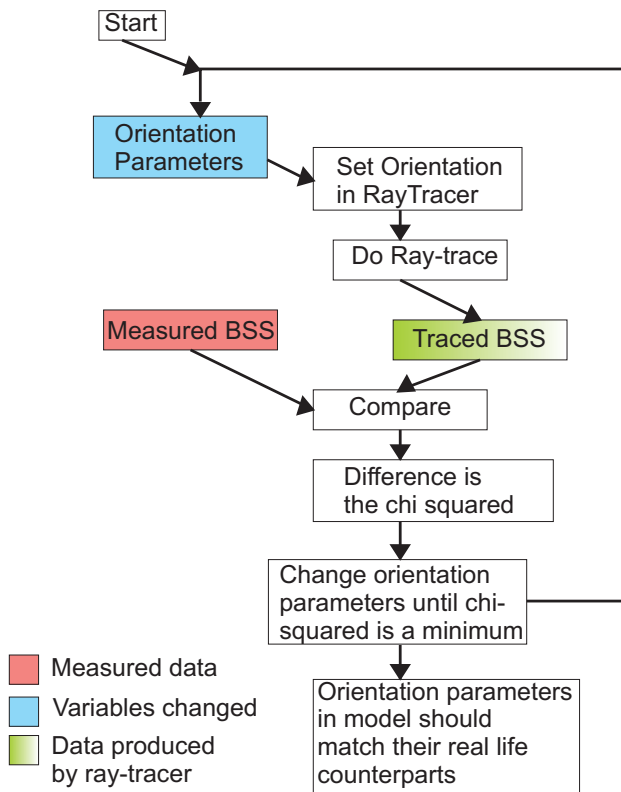 Start
Orientation
Parameters
Set Orientation
in RayTracer
Do Ray-trace
Measured BSS
Traced BSS
Compare
Difference is
the chi squared
Change orientation
parameters until chi-
squared is a minimum
Orientation parameters
in model should
match their real life
counterparts
Measured data
Variables changed
Data produced
by ray-tracer